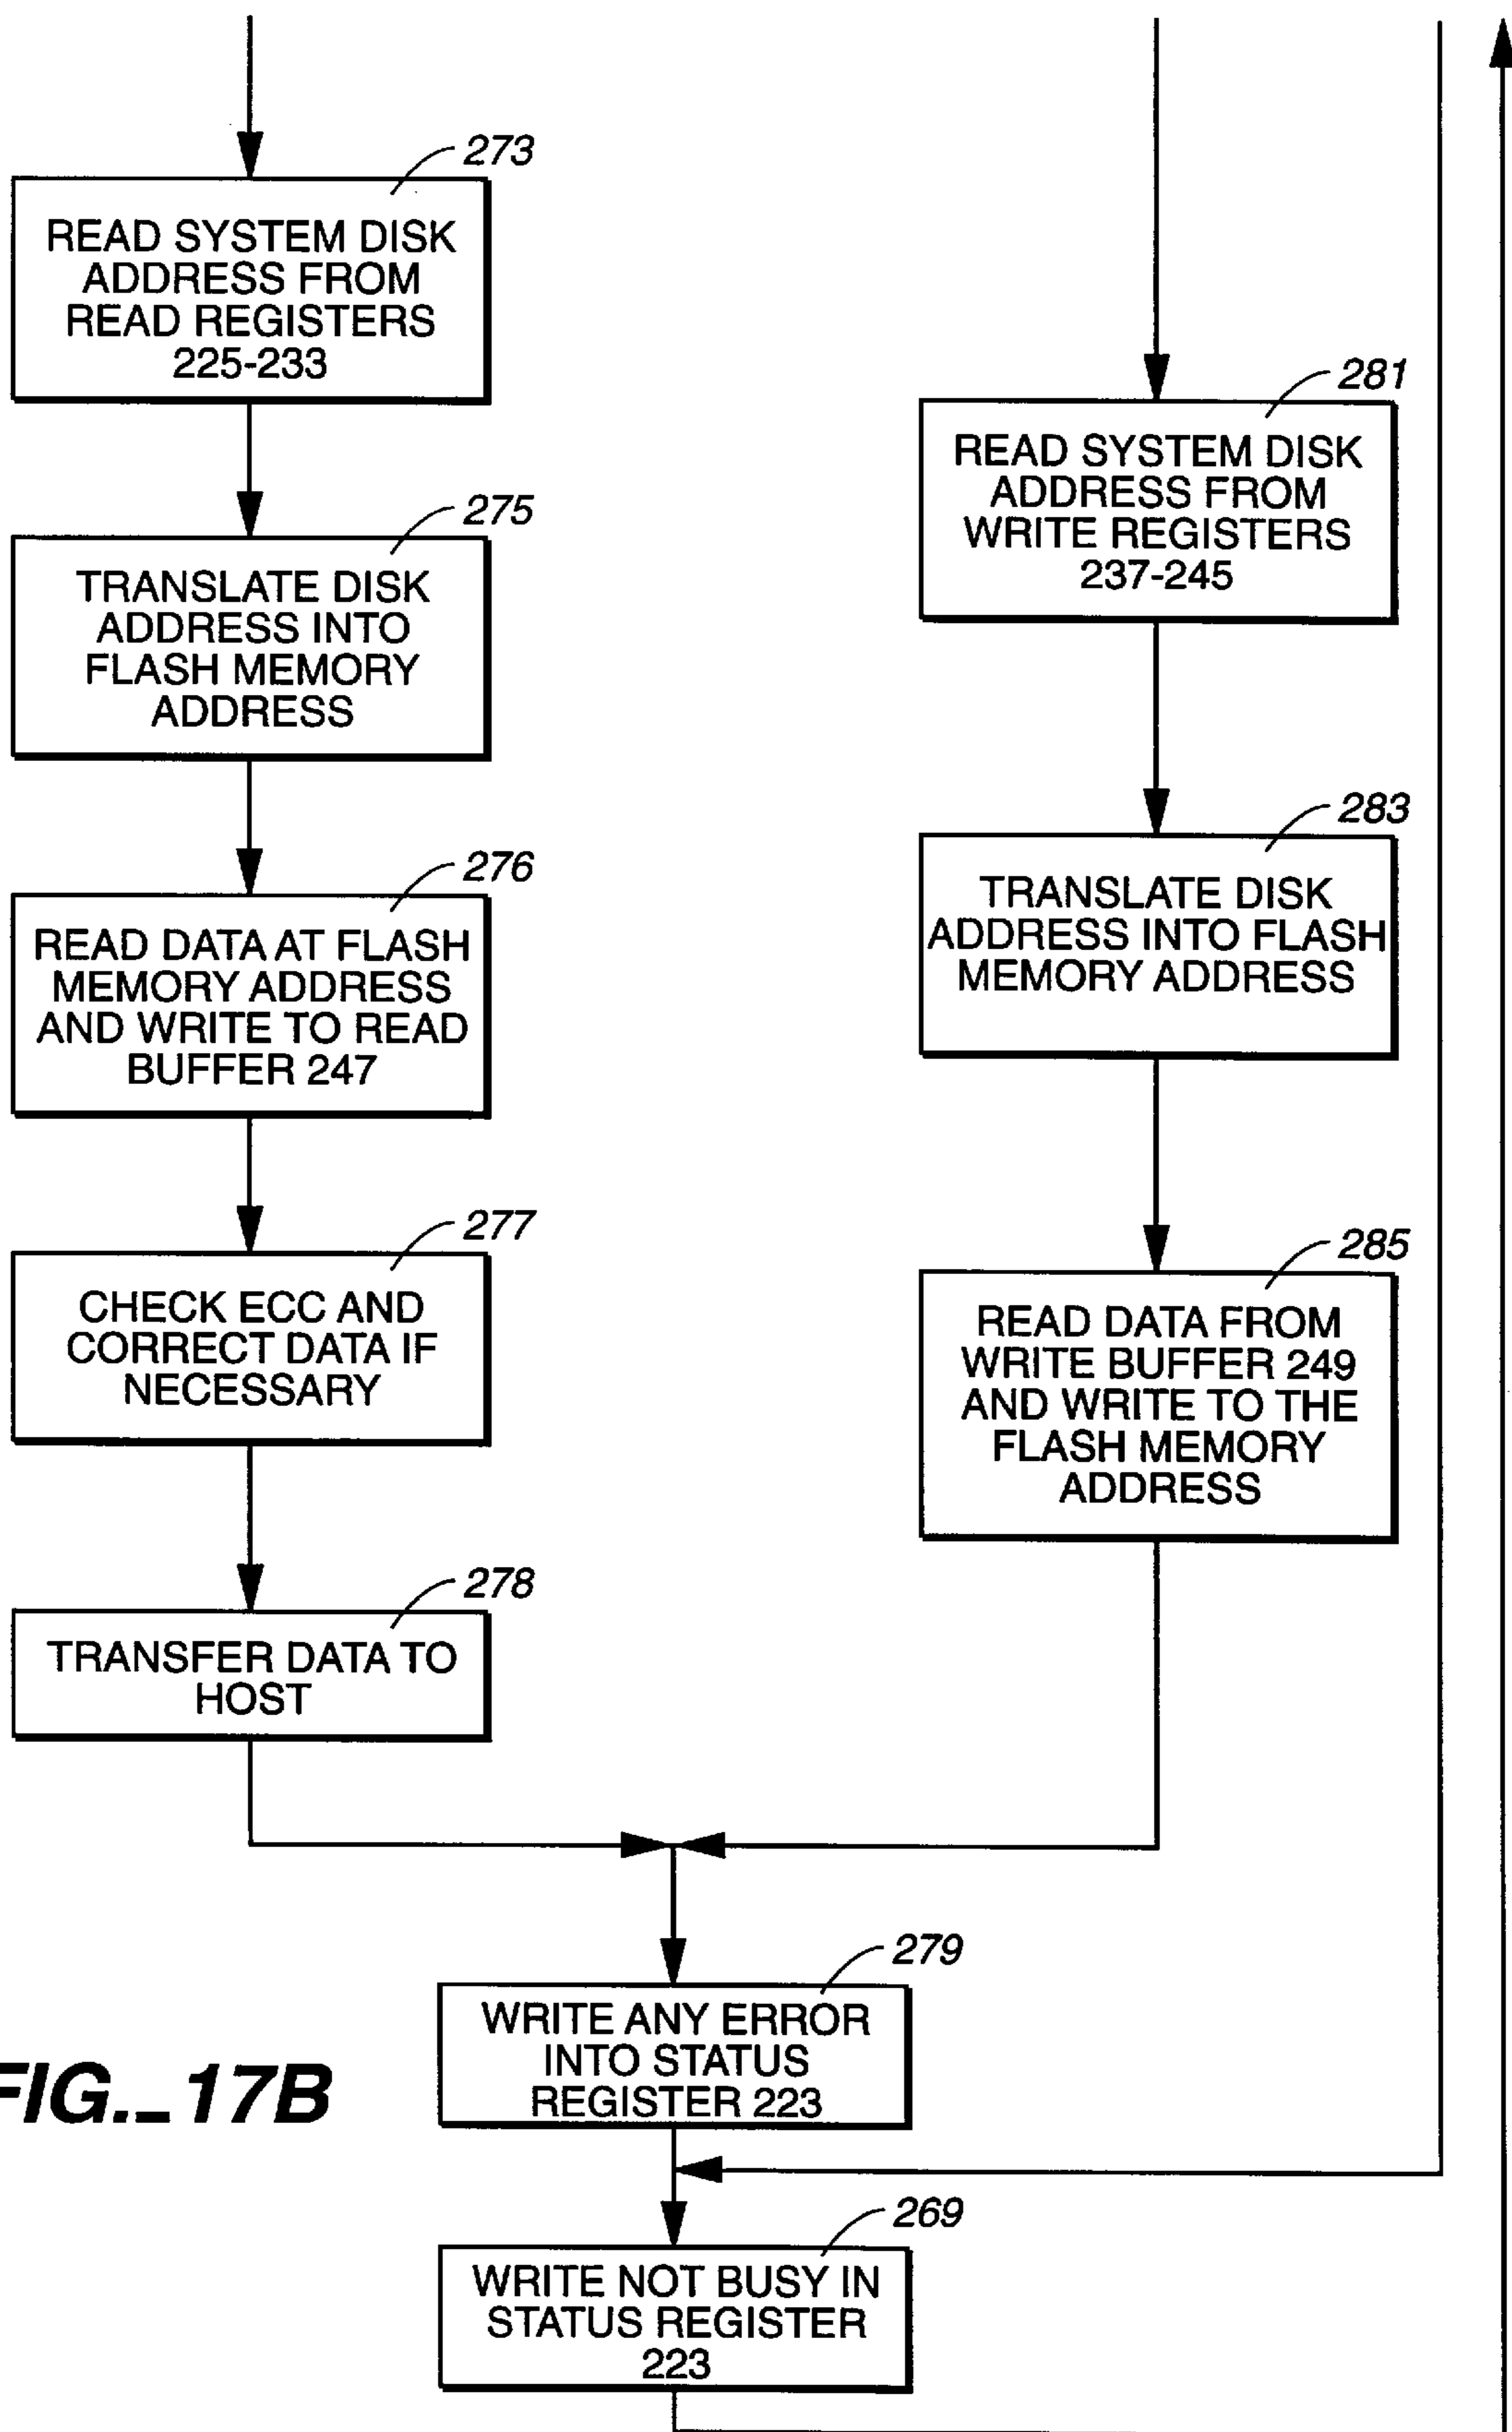 273
READ SYSTEM DISK
ADDRESS FROM
READ REGISTERS
225-233
275
TRANSLATE DISK
ADDRESS INTO
FLASH MEMORY
ADDRESS
276
READ DATA AT FLASH
MEMORY ADDRESS
AND WRITE TO READ
BUFFER 247
277
CHECK ECC AND
CORRECT DATA IF
NECESSARY
278
TRANSFER DATA TO
HOST
281
READ SYSTEM DISK
ADDRESS FROM
WRITE REGISTERS
237-245
283
TRANSLATE DISK
ADDRESS INTO FLASH
MEMORY ADDRESS
285
READ DATA FROM
WRITE BUFFER 249
AND WRITE TO THE
FLASH MEMORY
ADDRESS
279
WRITE ANY ERROR
INTO STATUS
REGISTER 223
269
WRITE NOT BUSY IN
STATUS REGISTER
223
FIG._17B